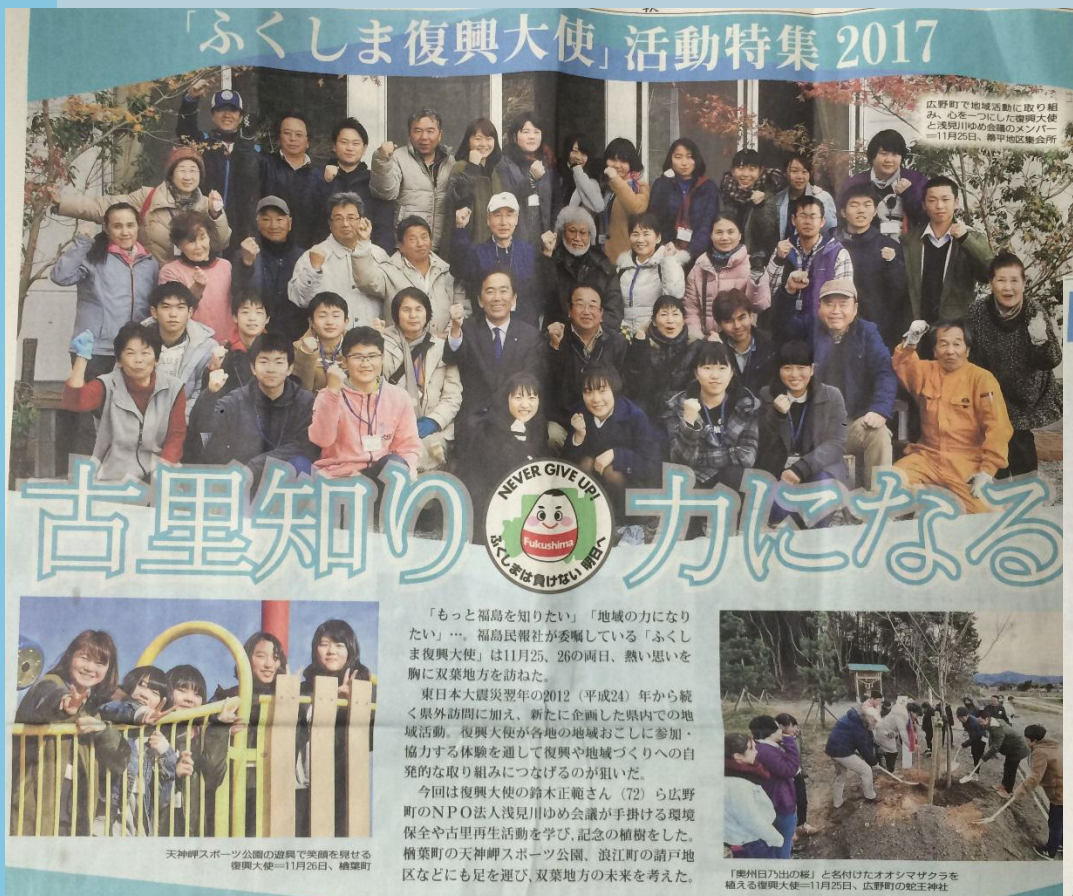 「ふくしま復興大使」活動特集 2017
広野町で地域活動に取り組
み、心を一つにした復興大使
と浅見川ゆめ会議のメンバー
=11月25日、箒平地区集会所
古里知り 力になる
NEVER GIVE UP!
Fukushima
ふくしまは負けない 明日へ
「もっと福島を知りたい」「地域の力になり
たい」…。福島民報社が委嘱している「ふくし
ま復興大使」は11月25、26の両日、熱い思いを
胸に双葉地方を訪ねた。
東日本大震災翌年の2012（平成24）年から続
く県外訪問に加え、新たに企画した県内での地
域活動。復興大使が各地の地域おこしに参加・
協力する体験を通して復興や地域づくりへの自
発的な取り組みにつなげるのが狙いだ。
今回は復興大使の鈴木正範さん（72）ら広野
町のNPO法人浅見川ゆめ会議が手掛ける環境
保全や古里再生活動を学び、記念の植樹をした。
楢葉町の天神岬スポーツ公園、浪江町の請戸地
区などにも足を運び、双葉地方の未来を考えた。
天神岬スポーツ公園の遊具で笑顔を見せる
復興大使=11月26日、楢葉町
「奥州日乃出の桜」と名付けたオオシマザクラを
植える復興大使=11月25日、広野町の蛇王神社